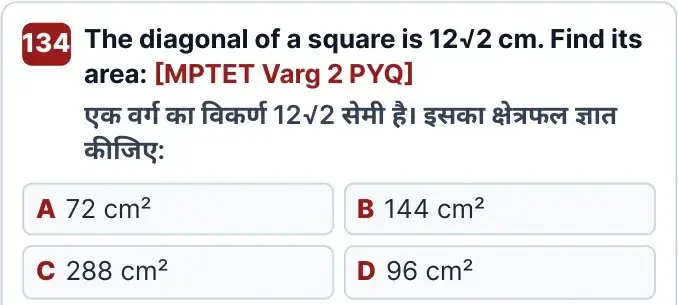 134 The diagonal of a square is 12√2 cm. Find its
area: [MPTET Varg 2 PYQ]
एक वर्ग का विकर्ण 12√2 सेमी है। इसका क्षेत्रफल ज्ञात
कीजिए:
A 72 cm² B 144 cm²
C 288 cm² D 96 cm²